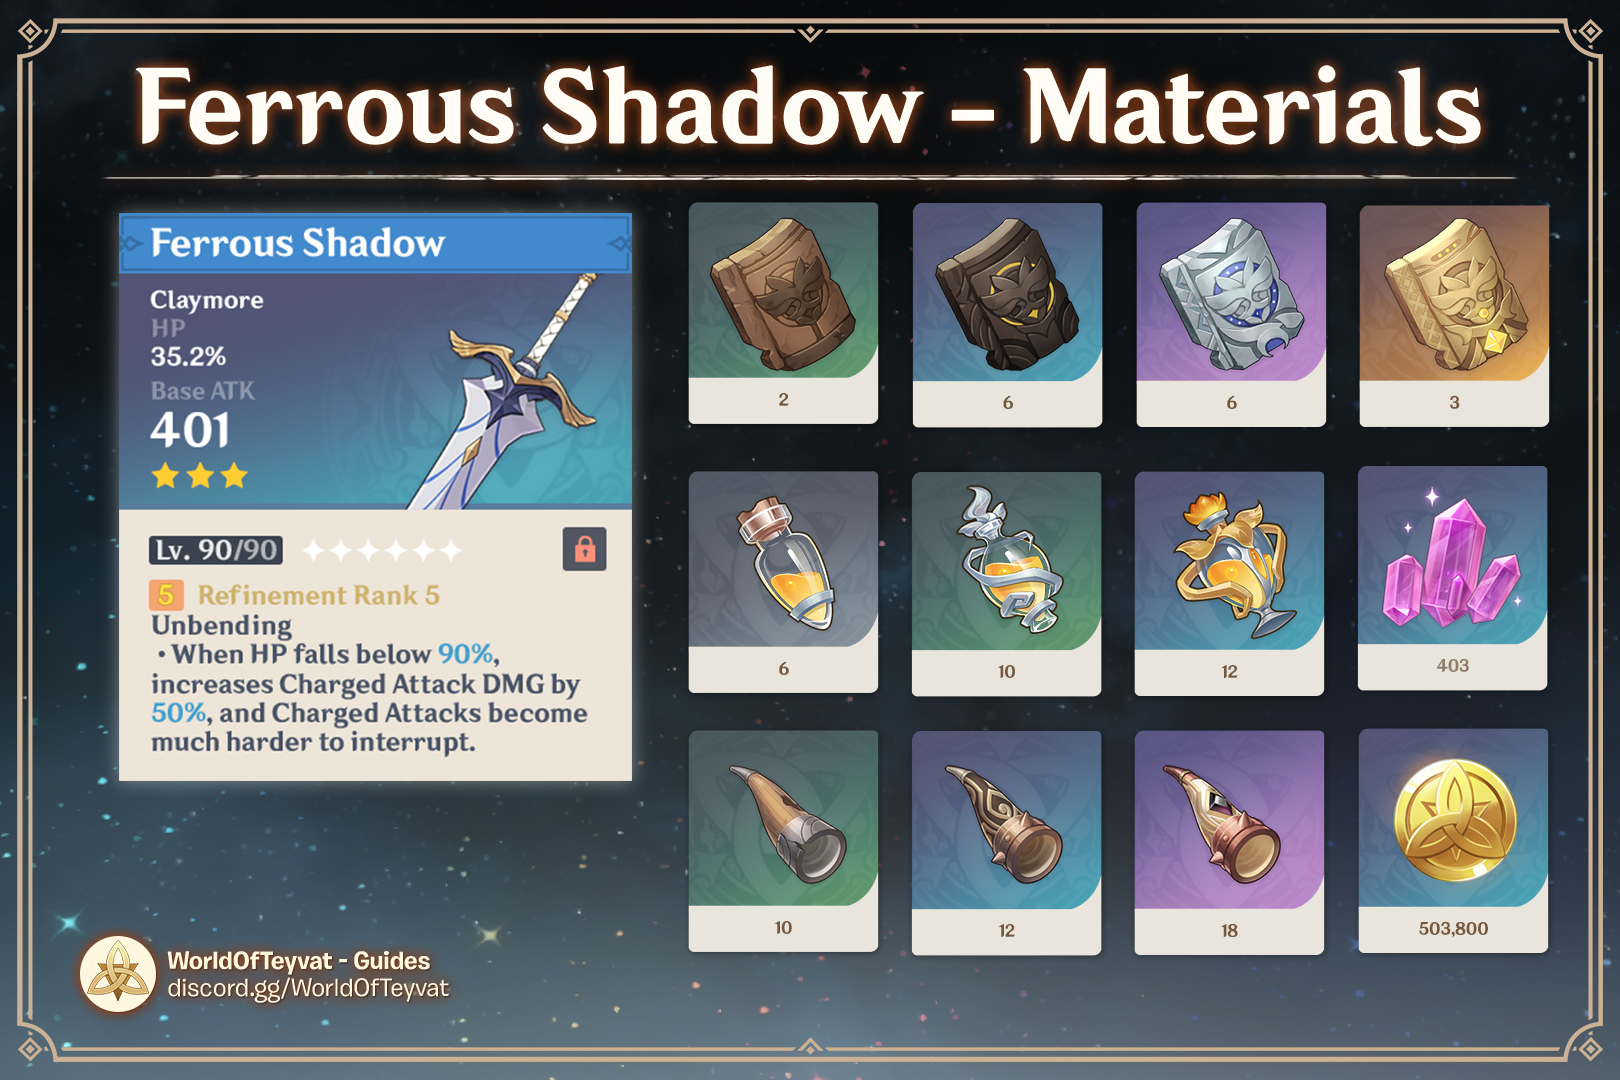 Ferrous Shadow – Materials
Ferrous Shadow
Claymore
HP
35.2%
Base ATK
401
Lv. 90/90
5 Refinement Rank 5
Unbending
• When HP falls below 90%,
increases Charged Attack DMG by
50%, and Charged Attacks become
much harder to interrupt.
2
6
6
3
6
10
12
403
10
12
18
503,800
WorldOfTeyvat - Guides
discord.gg/WorldOfTeyvat